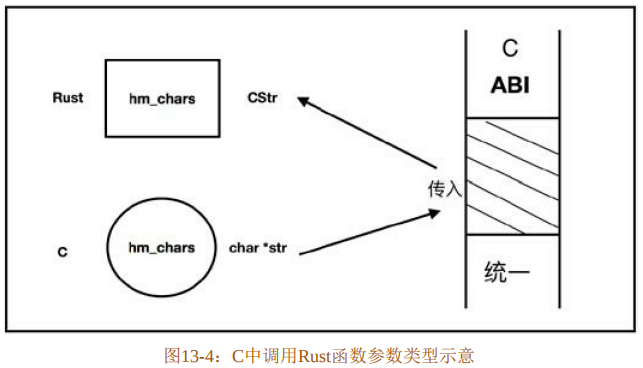 C
ABI
Rust
hm_chars
CStr
传入
C
hm_chars
char *str
统一
图13-4：C中调用Rust函数参数类型示意